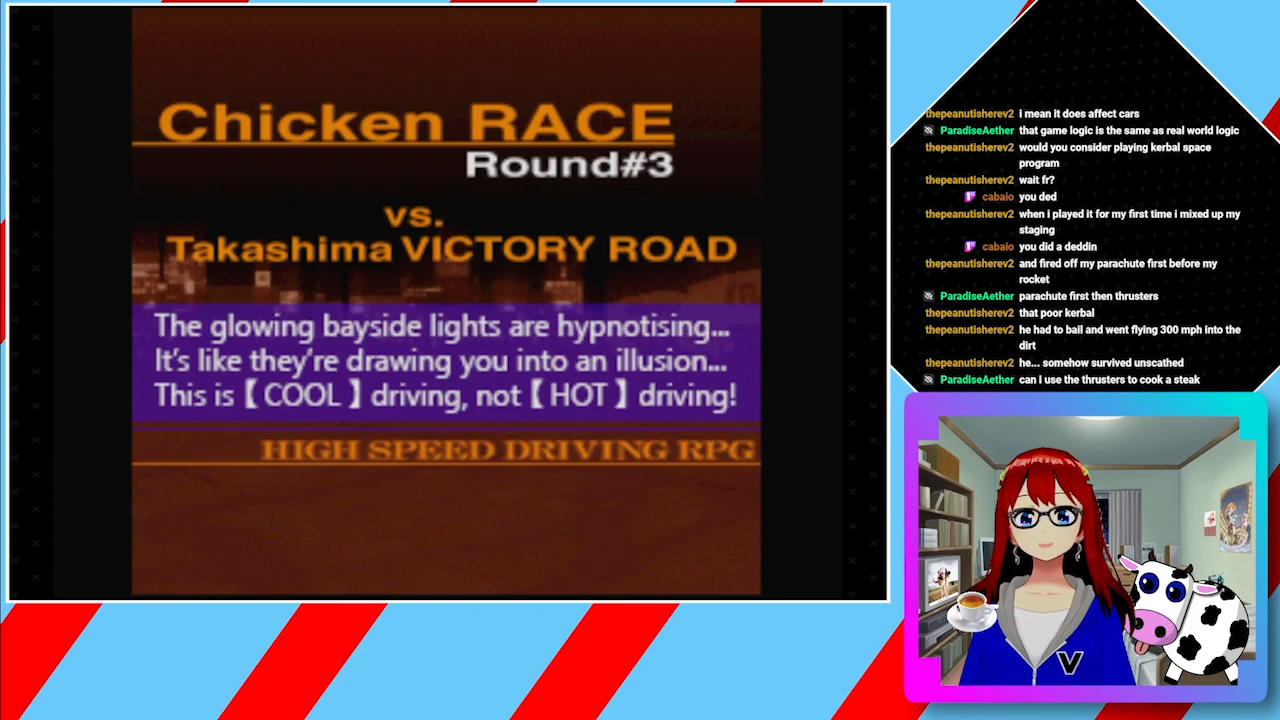 Chicken RACE
Round#3
vs.
Takashima VICTORY ROAD
The glowing bayside lights are hypnotising...
It's like they're drawing you into an illusion...
This is【COOL】driving, not【HOT】driving!
HIGH SPEED DRIVING RPG
thepeanutisherev2 I mean it does affect cars
ParadiseAether that game logic is the same as real world logic
thepeanutisherev2 would you consider playing kerbal space
program
thepeanutisherev2 wait fr?
cabaio you ded
thepeanutisherev2 when i played it for my first time i mixed up my
staging
cabaio you did a deddin
thepeanutisherev2 and fired off my parachute first before my
rocket
ParadiseAether parachute first then thrusters
thepeanutisherev2 that poor kerbal
thepeanutisherev2 he had to bail and went flying 300 mph into the
dirt
thepeanutisherev2 he... somehow survived unscathed
ParadiseAether can I use the thrusters to cook a steak
V